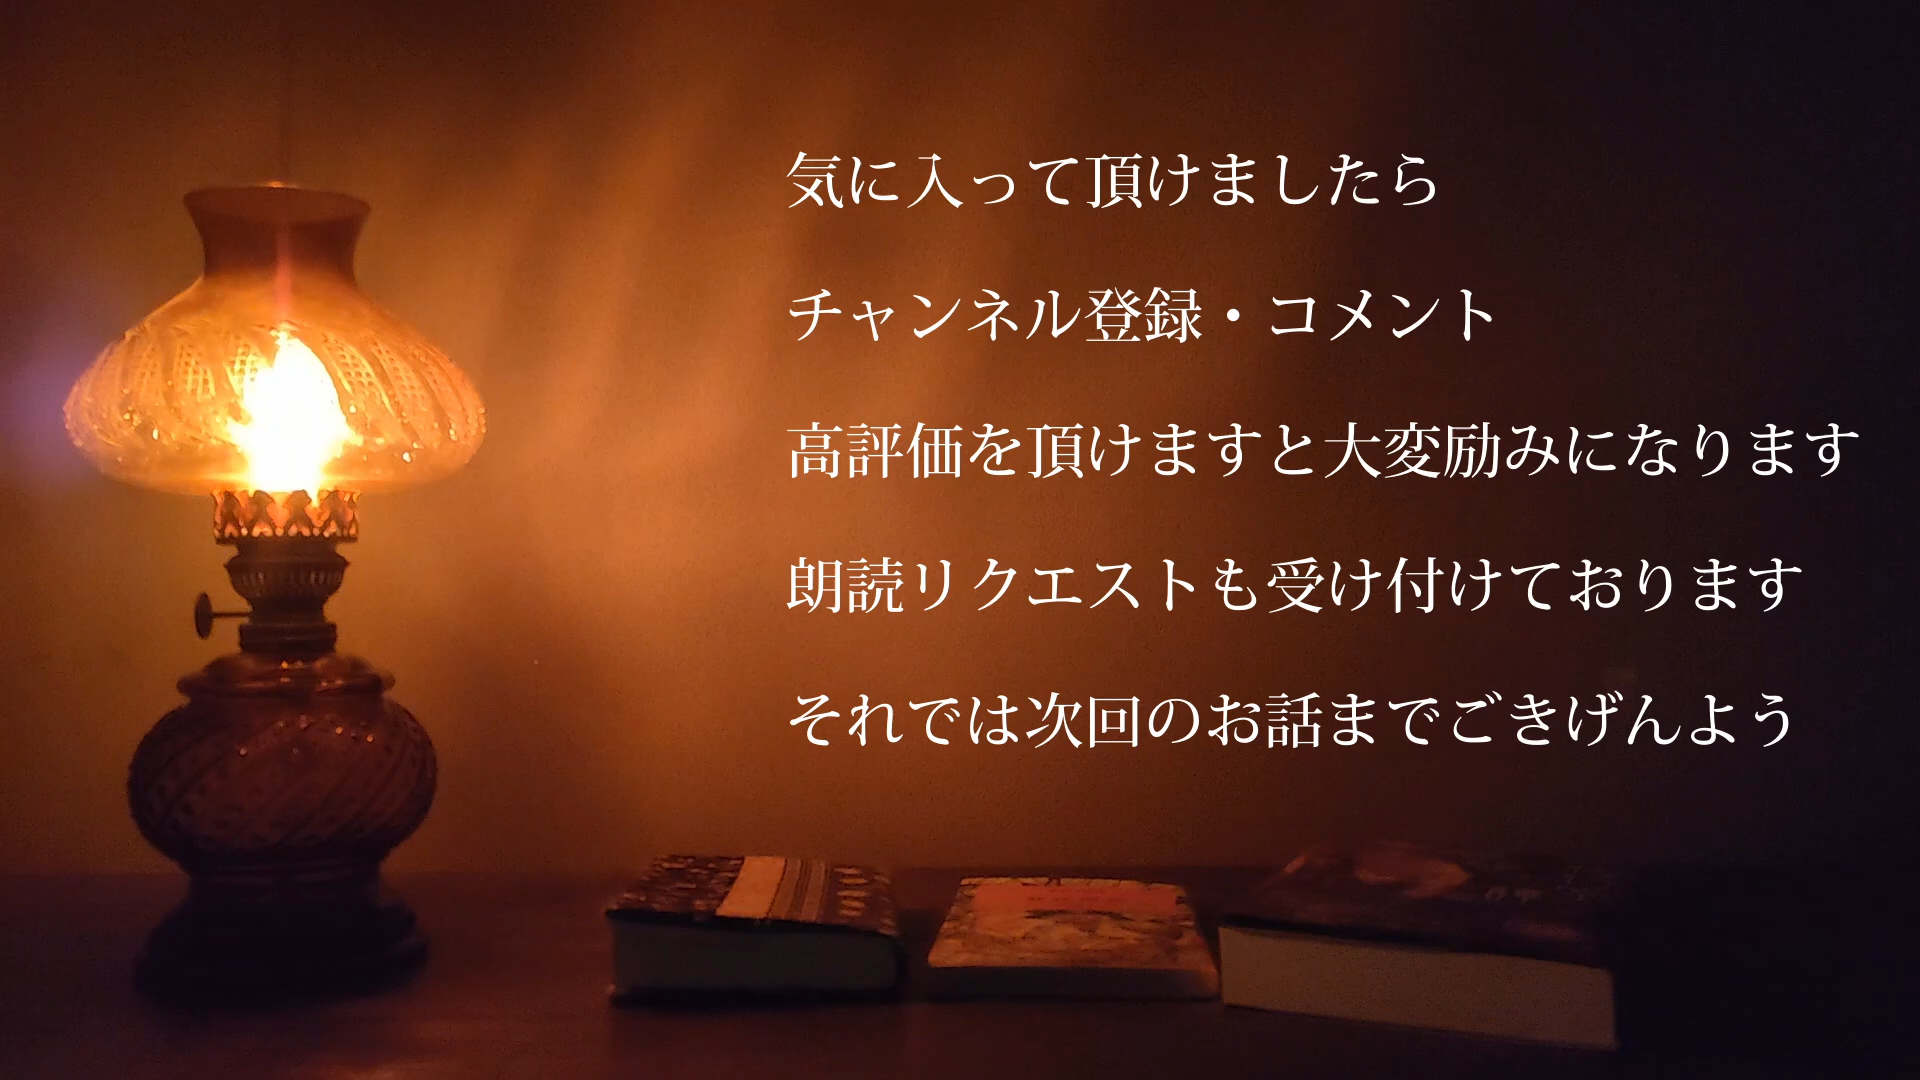 気に入って頂けましたら
チャンネル登録・コメント
高評価を頂けますと大変励みになります
朗読リクエストも受け付けております
それでは次回のお話までごきげんよう